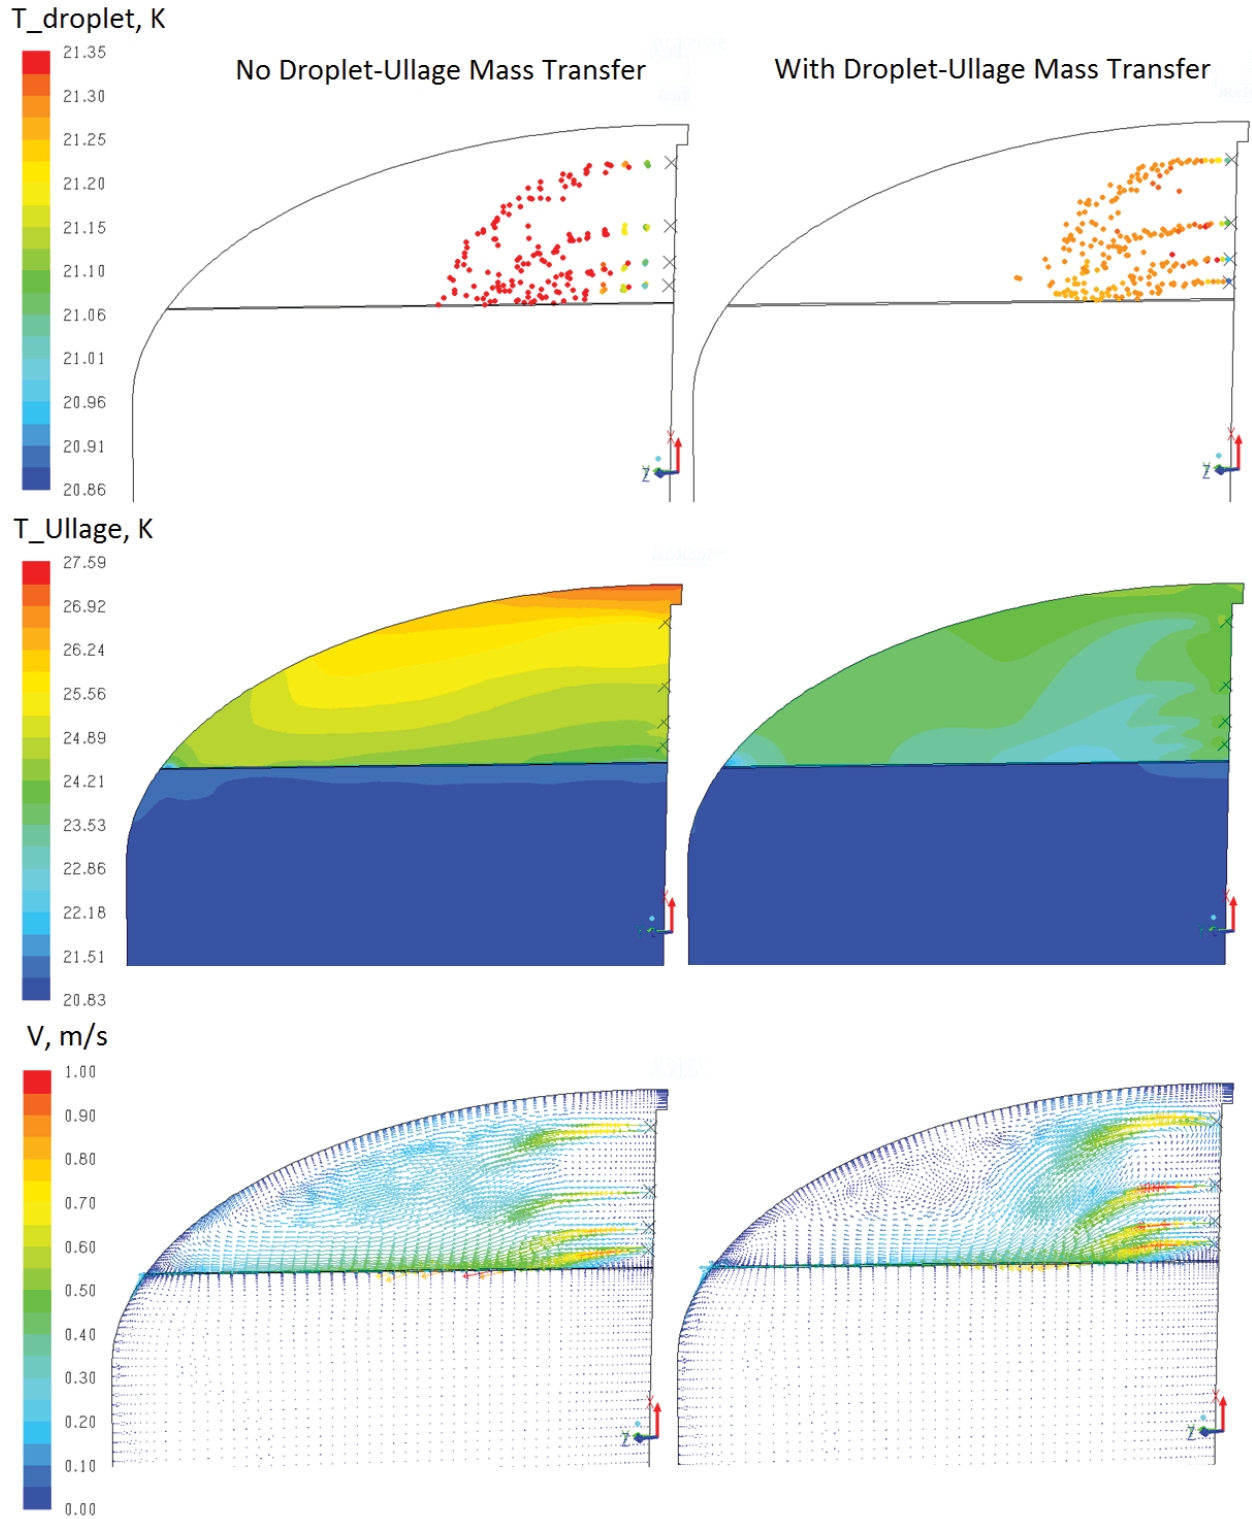 T_droplet, K
No Droplet-Ullage Mass Transfer
With Droplet-Ullage Mass Transfer
21.35
21.30
21.25
21.20
21.15
21.10
21.06
21.01
20.96
20.91
20.86
X
Z
X
Z
T_Ullage, K
27.59
26.92
26.24
25.56
24.89
24.21
23.53
22.86
22.18
21.51
20.83
X
X
V, m/s
1.00
0.90
0.80
0.70
0.60
0.50
0.40
0.30
0.20
0.10
0.00
X
Z
X
Z